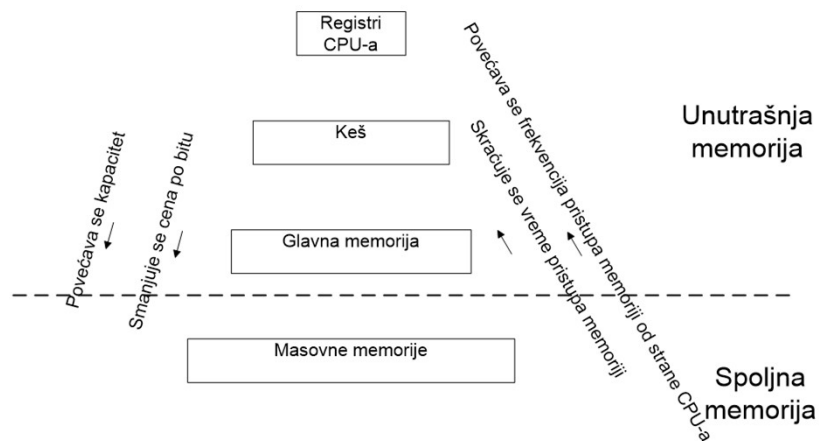 Registri
CPU-a
Keš
Glavna memorija
Masovne memorije
Povećava se kapacitet
Smanjuje se cena po bitu
Skraćuje se vreme pristupa memoriji
Povećava se frekvencija pristupa memoriji od strane CPU-a
Unutrašnja
memorija
Spoljna
memorija